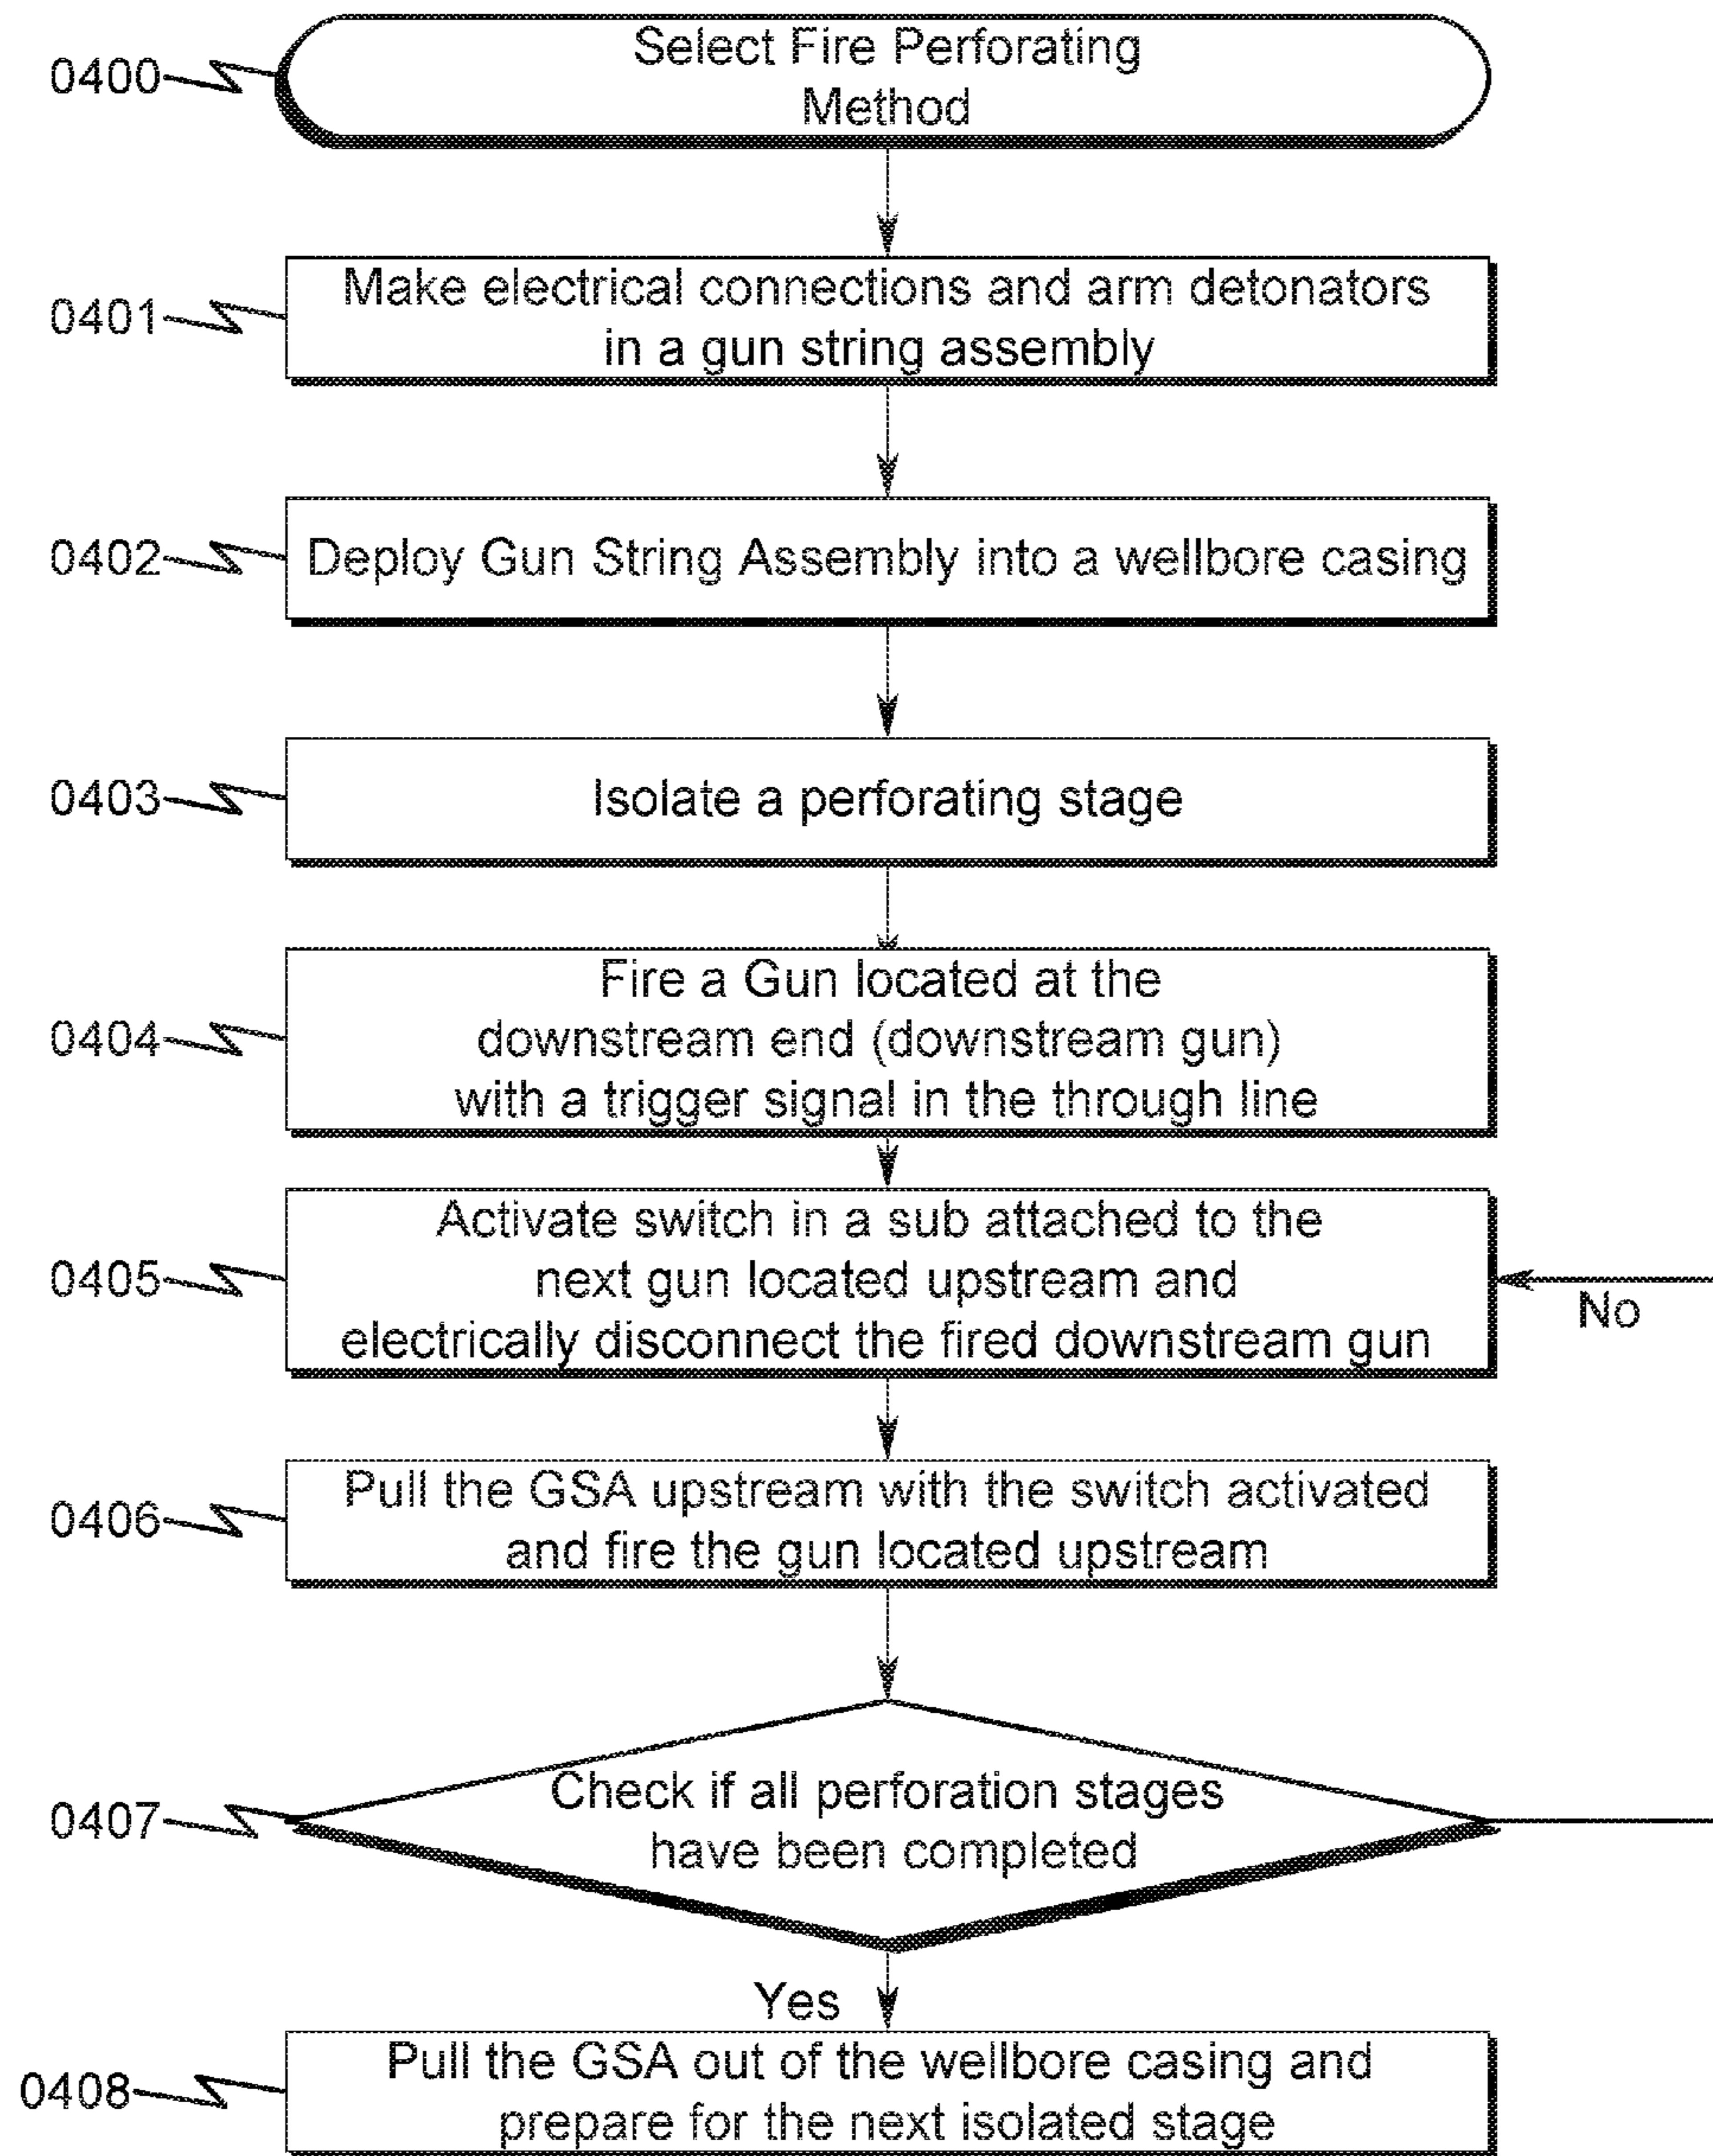 0400
Select Fire Perforating
Method
0401
Make electrical connections and arm detonators
in a gun string assembly
0402
Deploy Gun String Assembly into a wellbore casing
0403
Isolate a perforating stage
0404
Fire a Gun located at the
downstream end (downstream gun)
with a trigger signal in the through line
0405
Activate switch in a sub attached to the
next gun located upstream and
electrically disconnect the fired downstream gun
No
0406
Pull the GSA upstream with the switch activated
and fire the gun located upstream
0407
Check if all perforation stages
have been completed
Yes
0408
Pull the GSA out of the wellbore casing and
prepare for the next isolated stage